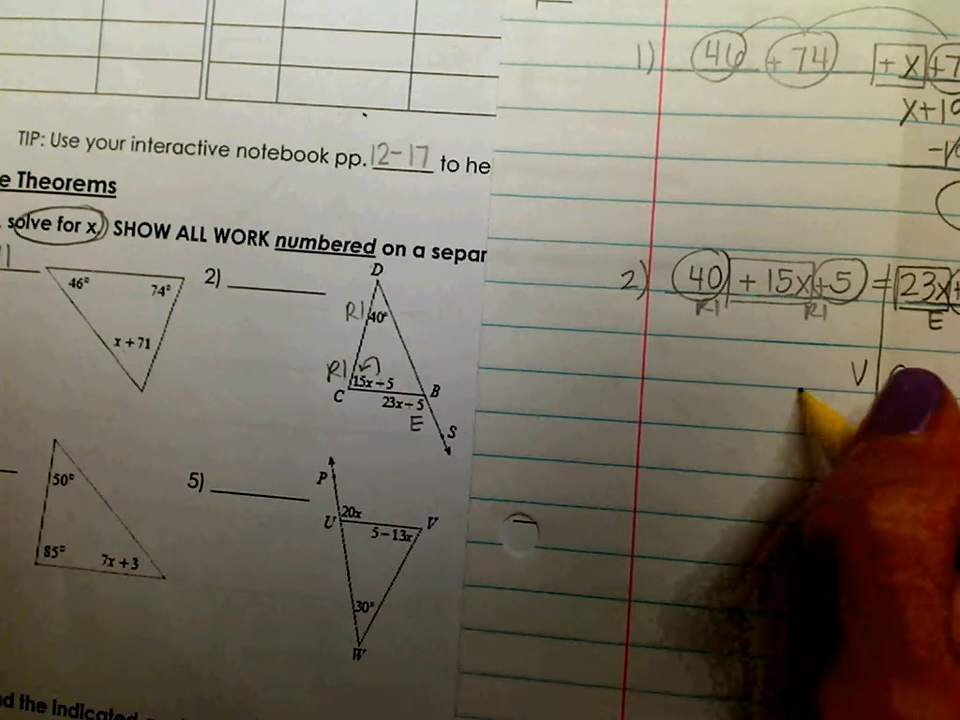 TIP: Use your interactive notebook pp. 12-17 to he
e Theorems
solve for x. SHOW ALL WORK numbered on a separ
46°
74°
x + 71
2)
D
R1
40°
R1
15x - 5
C
B
23x + 5
E
S
50°
85°
7x + 3
5)
P
20x
U
V
5 - 13x
30°
W
d the indicated
1) 46 + 74 + x + 7
x + 19
2) 40 + 15x + 5 = 23x +
R1 R1 E
V